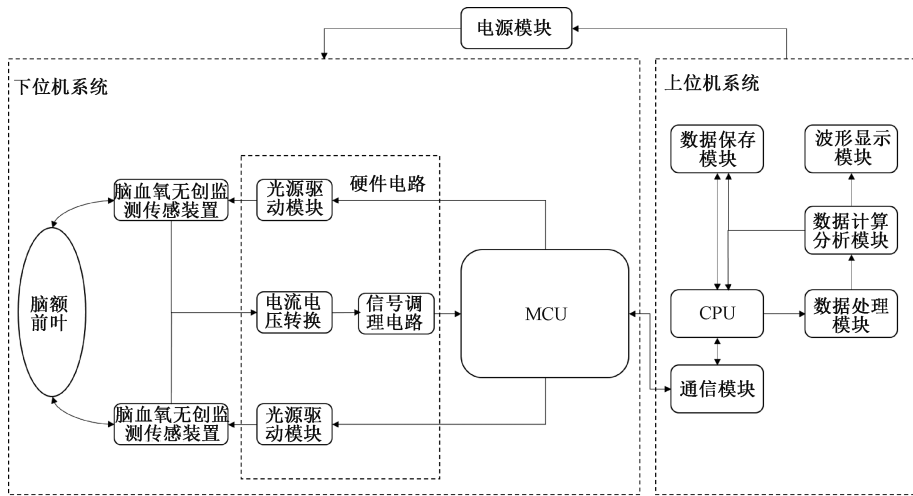 电源模块
下位机系统
上位机系统
数据保存
模块
波形显示
模块
硬件电路
脑血氧无创监
测传感装置
光源驱
动模块
数据计算
分析模块
脑额
前叶
电流电
压转换
信号调
理电路
MCU
CPU
数据处理
模块
通信模块
脑血氧无创监
测传感装置
光源驱
动模块